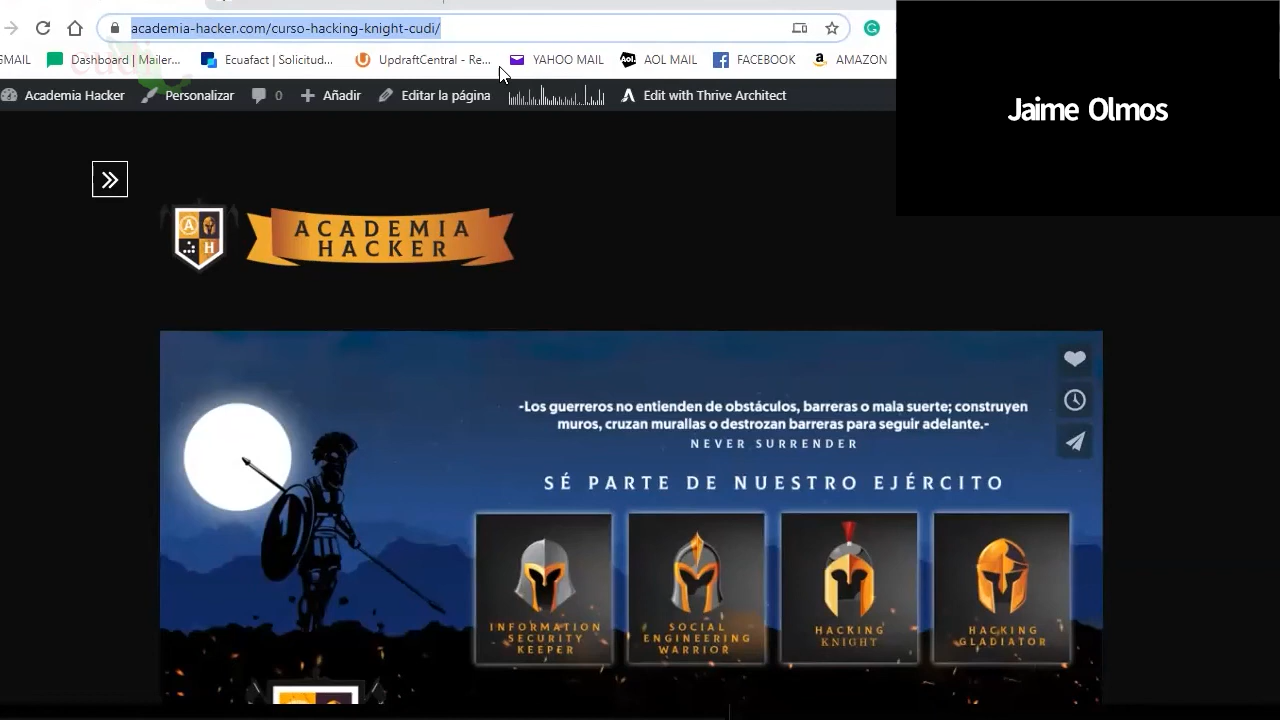 academia-hacker.com/curso-hacking-knight-cudi/
GMAIL
Dashboard | Mailer...
Ecuafact | Solicitud...
UpdraftCentral - Re...
YAHOO MAIL
Aol.
AOL MAIL
FACEBOOK
AMAZON
cudi
Academia Hacker
Personalizar
0
Añadir
Editar la página
Edit with Thrive Architect
Jaime Olmos
A
H
ACADEMIA
HACKER
-Los guerreros no entienden de obstáculos, barreras o mala suerte; construyen
muros, cruzan murallas o destrozan barreras para seguir adelante.-
NEVER SURRENDER
SÉ PARTE DE NUESTRO EJÉRCITO
INFORMATION
SECURITY
KEEPER
SOCIAL
ENGINEERING
WARRIOR
HACKING
KNIGHT
HACKING
GLADIATOR